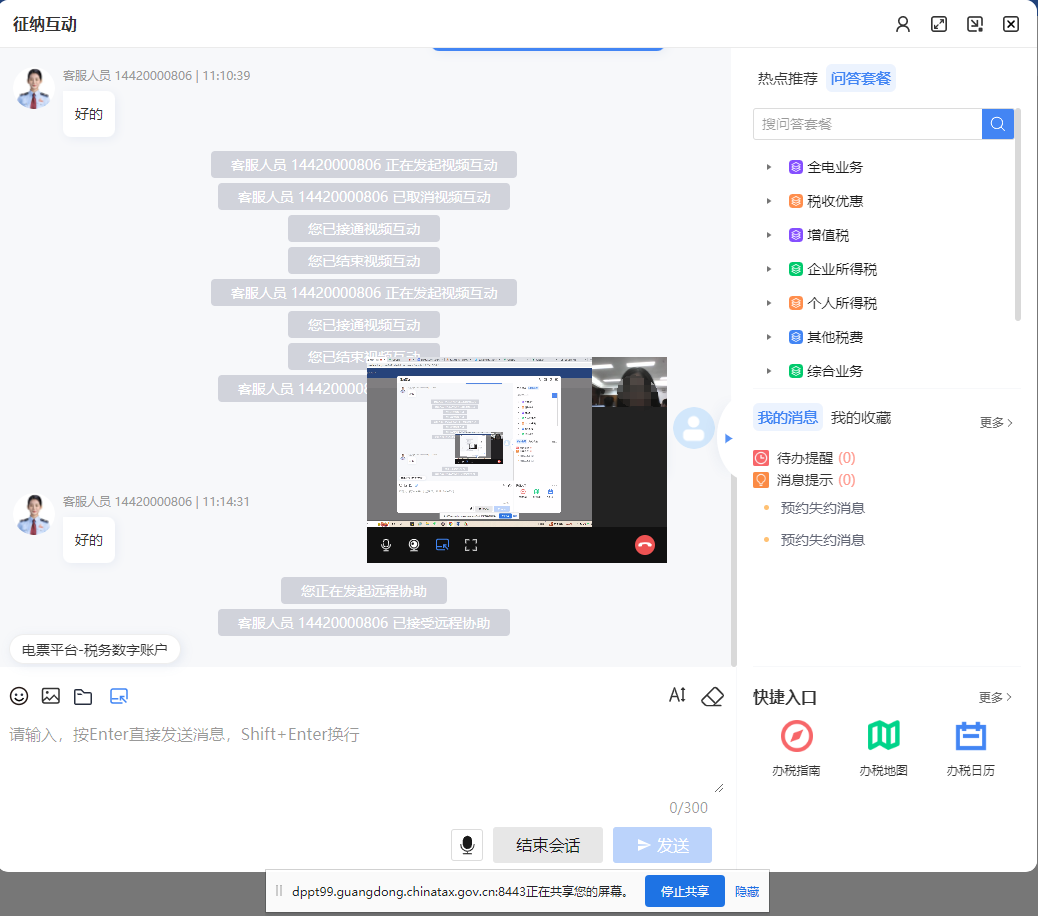 征纳互动
客服人员 14420000806 | 11:10:39
好的
客服人员 14420000806 正在发起视频互动
客服人员 14420000806 已取消视频互动
您已接通视频互动
您已结束视频互动
客服人员 14420000806 正在发起视频互动
您已接通视频互动
您已结束视频互动
客服人员 14420000806
客服人员 14420000806 | 11:14:31
好的
您正在发起远程协助
客服人员 14420000806 已接受远程协助
电票平台-税务数字账户
请输入，按Enter直接发送消息，Shift+Enter换行
0/300
结束会话
发送
热点推荐 问答套餐
搜问答套餐
全电业务
税收优惠
增值税
企业所得税
个人所得税
其他税费
综合业务
我的消息 我的收藏 更多
待办提醒 (0)
消息提示 (0)
预约失约消息
预约失约消息
快捷入口 更多
办税指南 办税地图 办税日历
dppt99.guangdong.chinatax.gov.cn:8443正在共享您的屏幕。 停止共享 隐藏